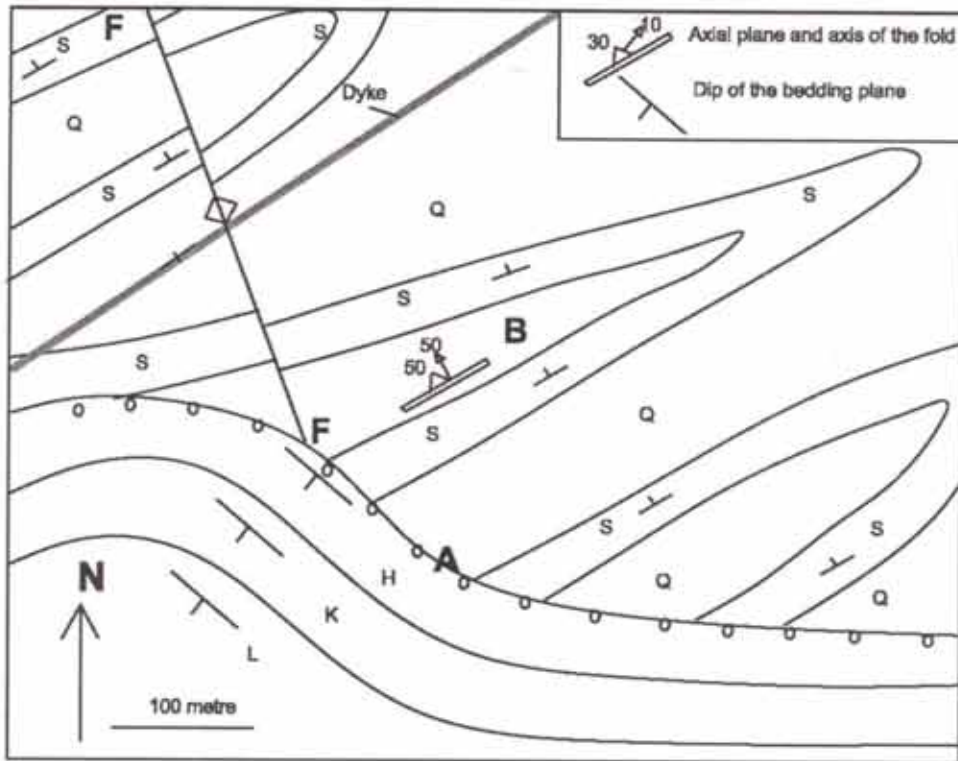 F
S
S
30
10
Axial plane and axis of the fold
Dip of the bedding plane
Dyke
Q
S
S
Q
S
S
S
B
50
50
S
F
S
Q
S
S
A
H
Q
Q
K
L
N
100 metre